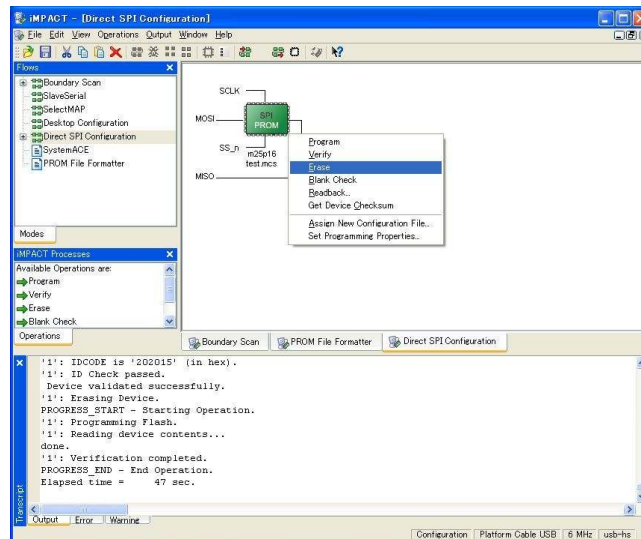 iMPACT - [Direct SPI Configuration]
File Edit View Operations Output Window Help
Flows
Boundary Scan
SlaveSerial
SelectMAP
Desktop Configuration
Direct SPI Configuration
SystemACE
PROM File Formatter
Modes
iMPACT Processes
Available Operations are:
Program
Verify
Erase
Blank Check
Operations
SCLK
MOSI
SPI
PROM
SS_n
m25p16
test.mcs
MISO
Program
Verify
Erase
Blank Check
Readback...
Get Device Checksum
Assign New Configuration File...
Set Programming Properties...
Boundary Scan PROM File Formatter Direct SPI Configuration
'1': IDCODE is '202015' (in hex).
'1': ID Check passed.
Device validated successfully.
'1': Erasing Device.
PROGRESS_START - Starting Operation.
'1': Programming Flash.
'1': Reading device contents...
done.
'1': Verification completed.
PROGRESS_END - End Operation.
Elapsed time = 47 sec.
Transcript
Output Error Warning
Configuration Platform Cable USB 6 MHz usb-hs